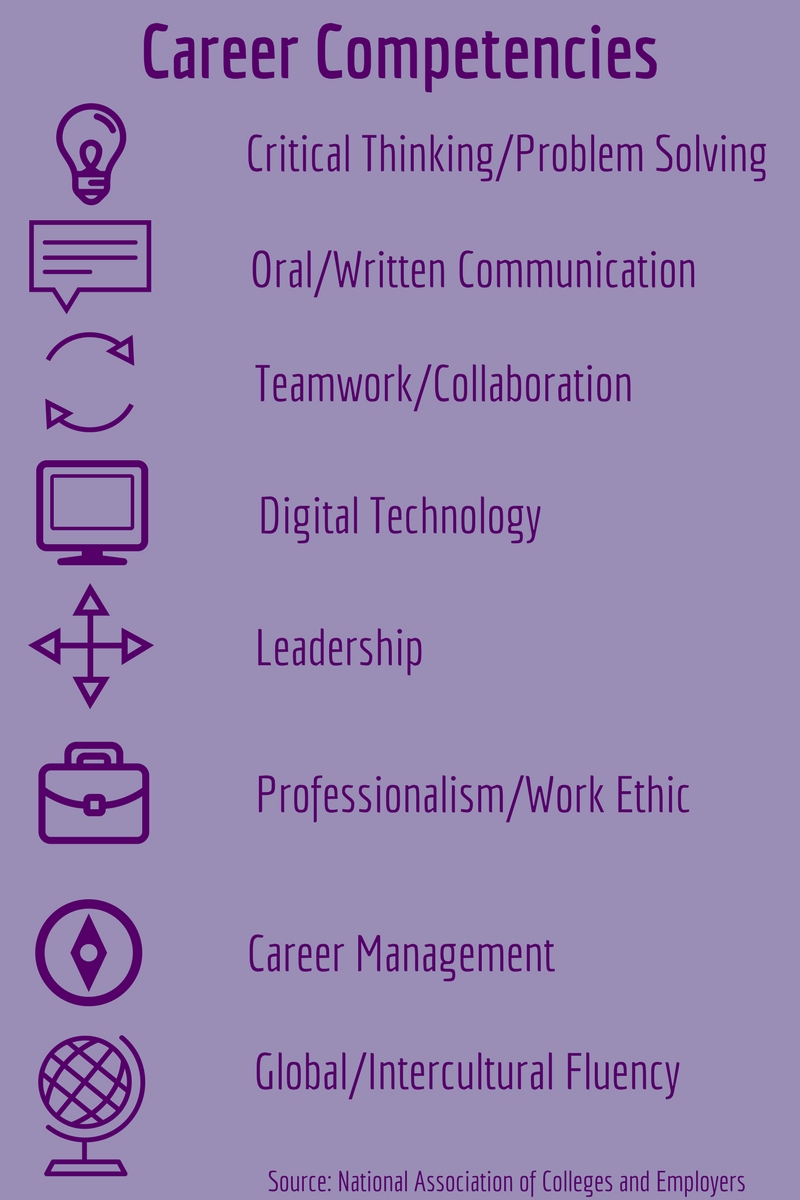 Career Competencies
Critical Thinking/Problem Solving
Oral/Written Communication
Teamwork/Collaboration
Digital Technology
Leadership
Professionalism/Work Ethic
Career Management
Global/Intercultural Fluency
Source: National Association of Colleges and Employers